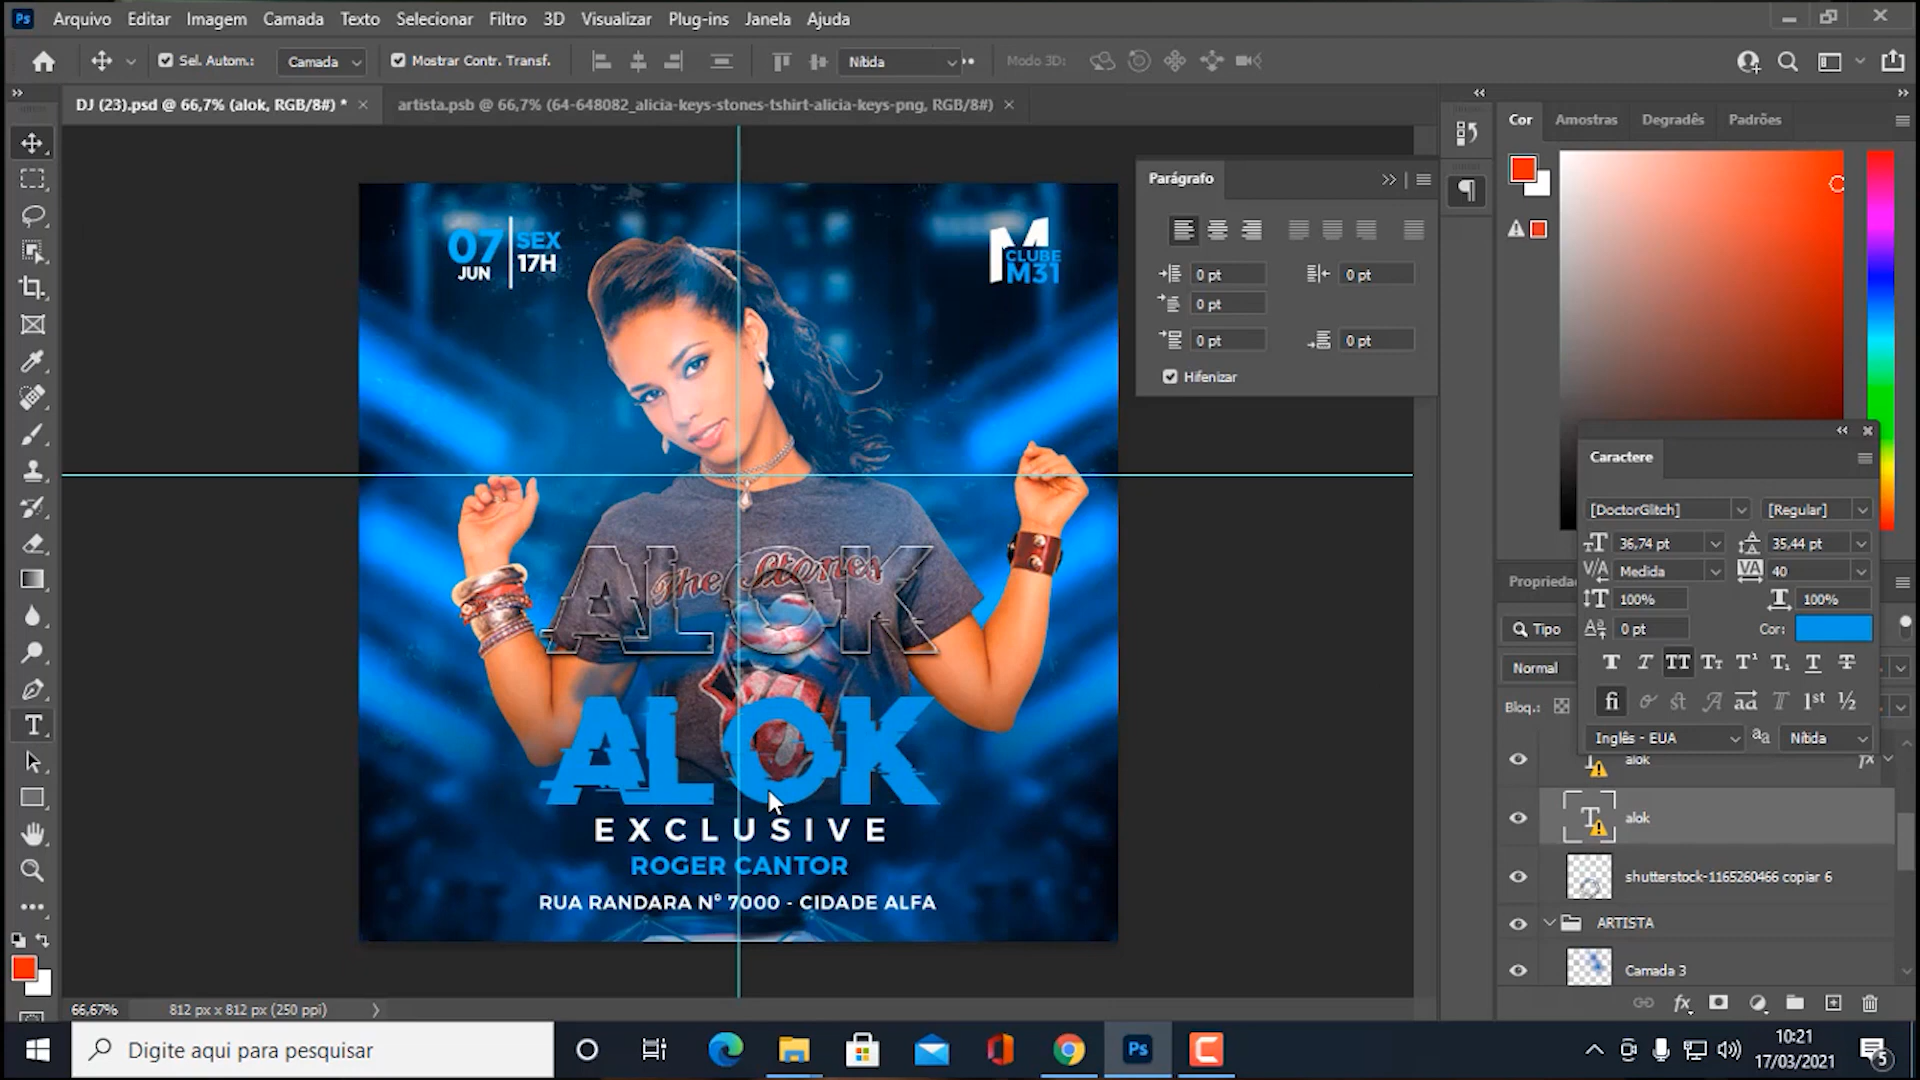 Ps Arquivo Editar Imagem Camada Texto Selecionar Filtro 3D Visualizar Plug-ins Janela Ajuda
Sel. Autom.: Camada Mostrar Contr. Transf. Nítida Modo 3D:
DJ (23).psd @ 66,7% (alok, RGB/8#) *
artista.psb @ 66,7% (64-648082_alicia-keys-stones-tshirt-alicia-keys-png, RGB/8#)
Cor Amostras Degradês Padrões
Parágrafo
0 pt 0 pt
0 pt
0 pt 0 pt
Hifenizar
07 SEX
JUN 17H
M
CLUBE
M31
The Stones
ALOK
ALOK
EXCLUSIVE
ROGER CANTOR
RUA RANDARA Nº 7000 - CIDADE ALFA
Caractere
[DoctorGlitch] [Regular]
36,74 pt 35,44 pt
Medida 40
100% 100%
0 pt Cor:
Inglês - EUA Nítida
Propriedad
Tipo
Normal
Bloq.:
alok fx
alok
shutterstock-1165260466 copiar 6
ARTISTA
Camada 3
66,67% 812 px x 812 px (250 ppi)
Digite aqui para pesquisar
Ps
10:21
17/03/2021
5